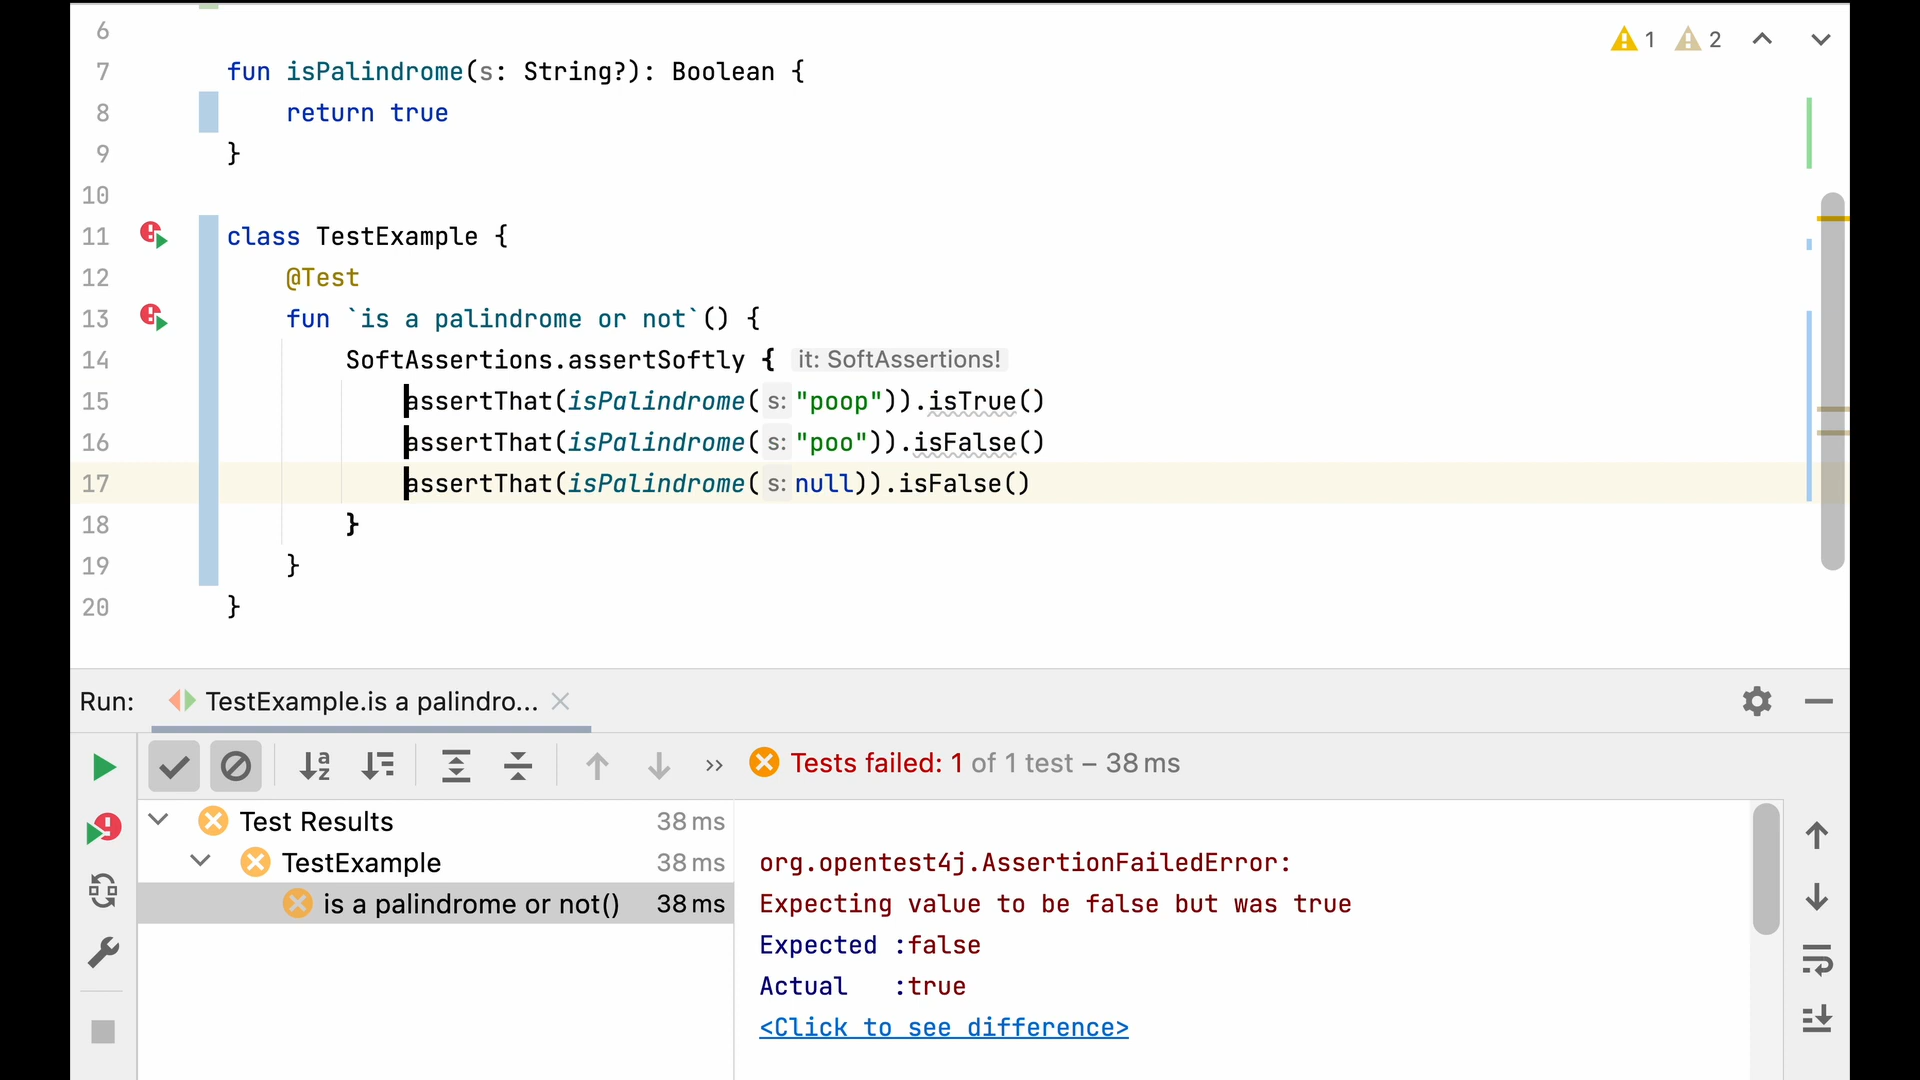 6
1 2
7 fun isPalindrome(s: String?): Boolean {
8 return true
9 }
10
11 class TestExample {
12 @Test
13 fun `is a palindrome or not`() {
14 SoftAssertions.assertSoftly { it: SoftAssertions!
15 assertThat(isPalindrome( s: "poop")).isTrue()
16 assertThat(isPalindrome( s: "poo")).isFalse()
17 assertThat(isPalindrome( s: null)).isFalse()
18 }
19 }
20 }
Run: TestExample.is a palindro...
Tests failed: 1 of 1 test – 38 ms
Test Results 38 ms
TestExample 38 ms
is a palindrome or not() 38 ms
org.opentest4j.AssertionFailedError:
Expecting value to be false but was true
Expected :false
Actual :true
<Click to see difference>